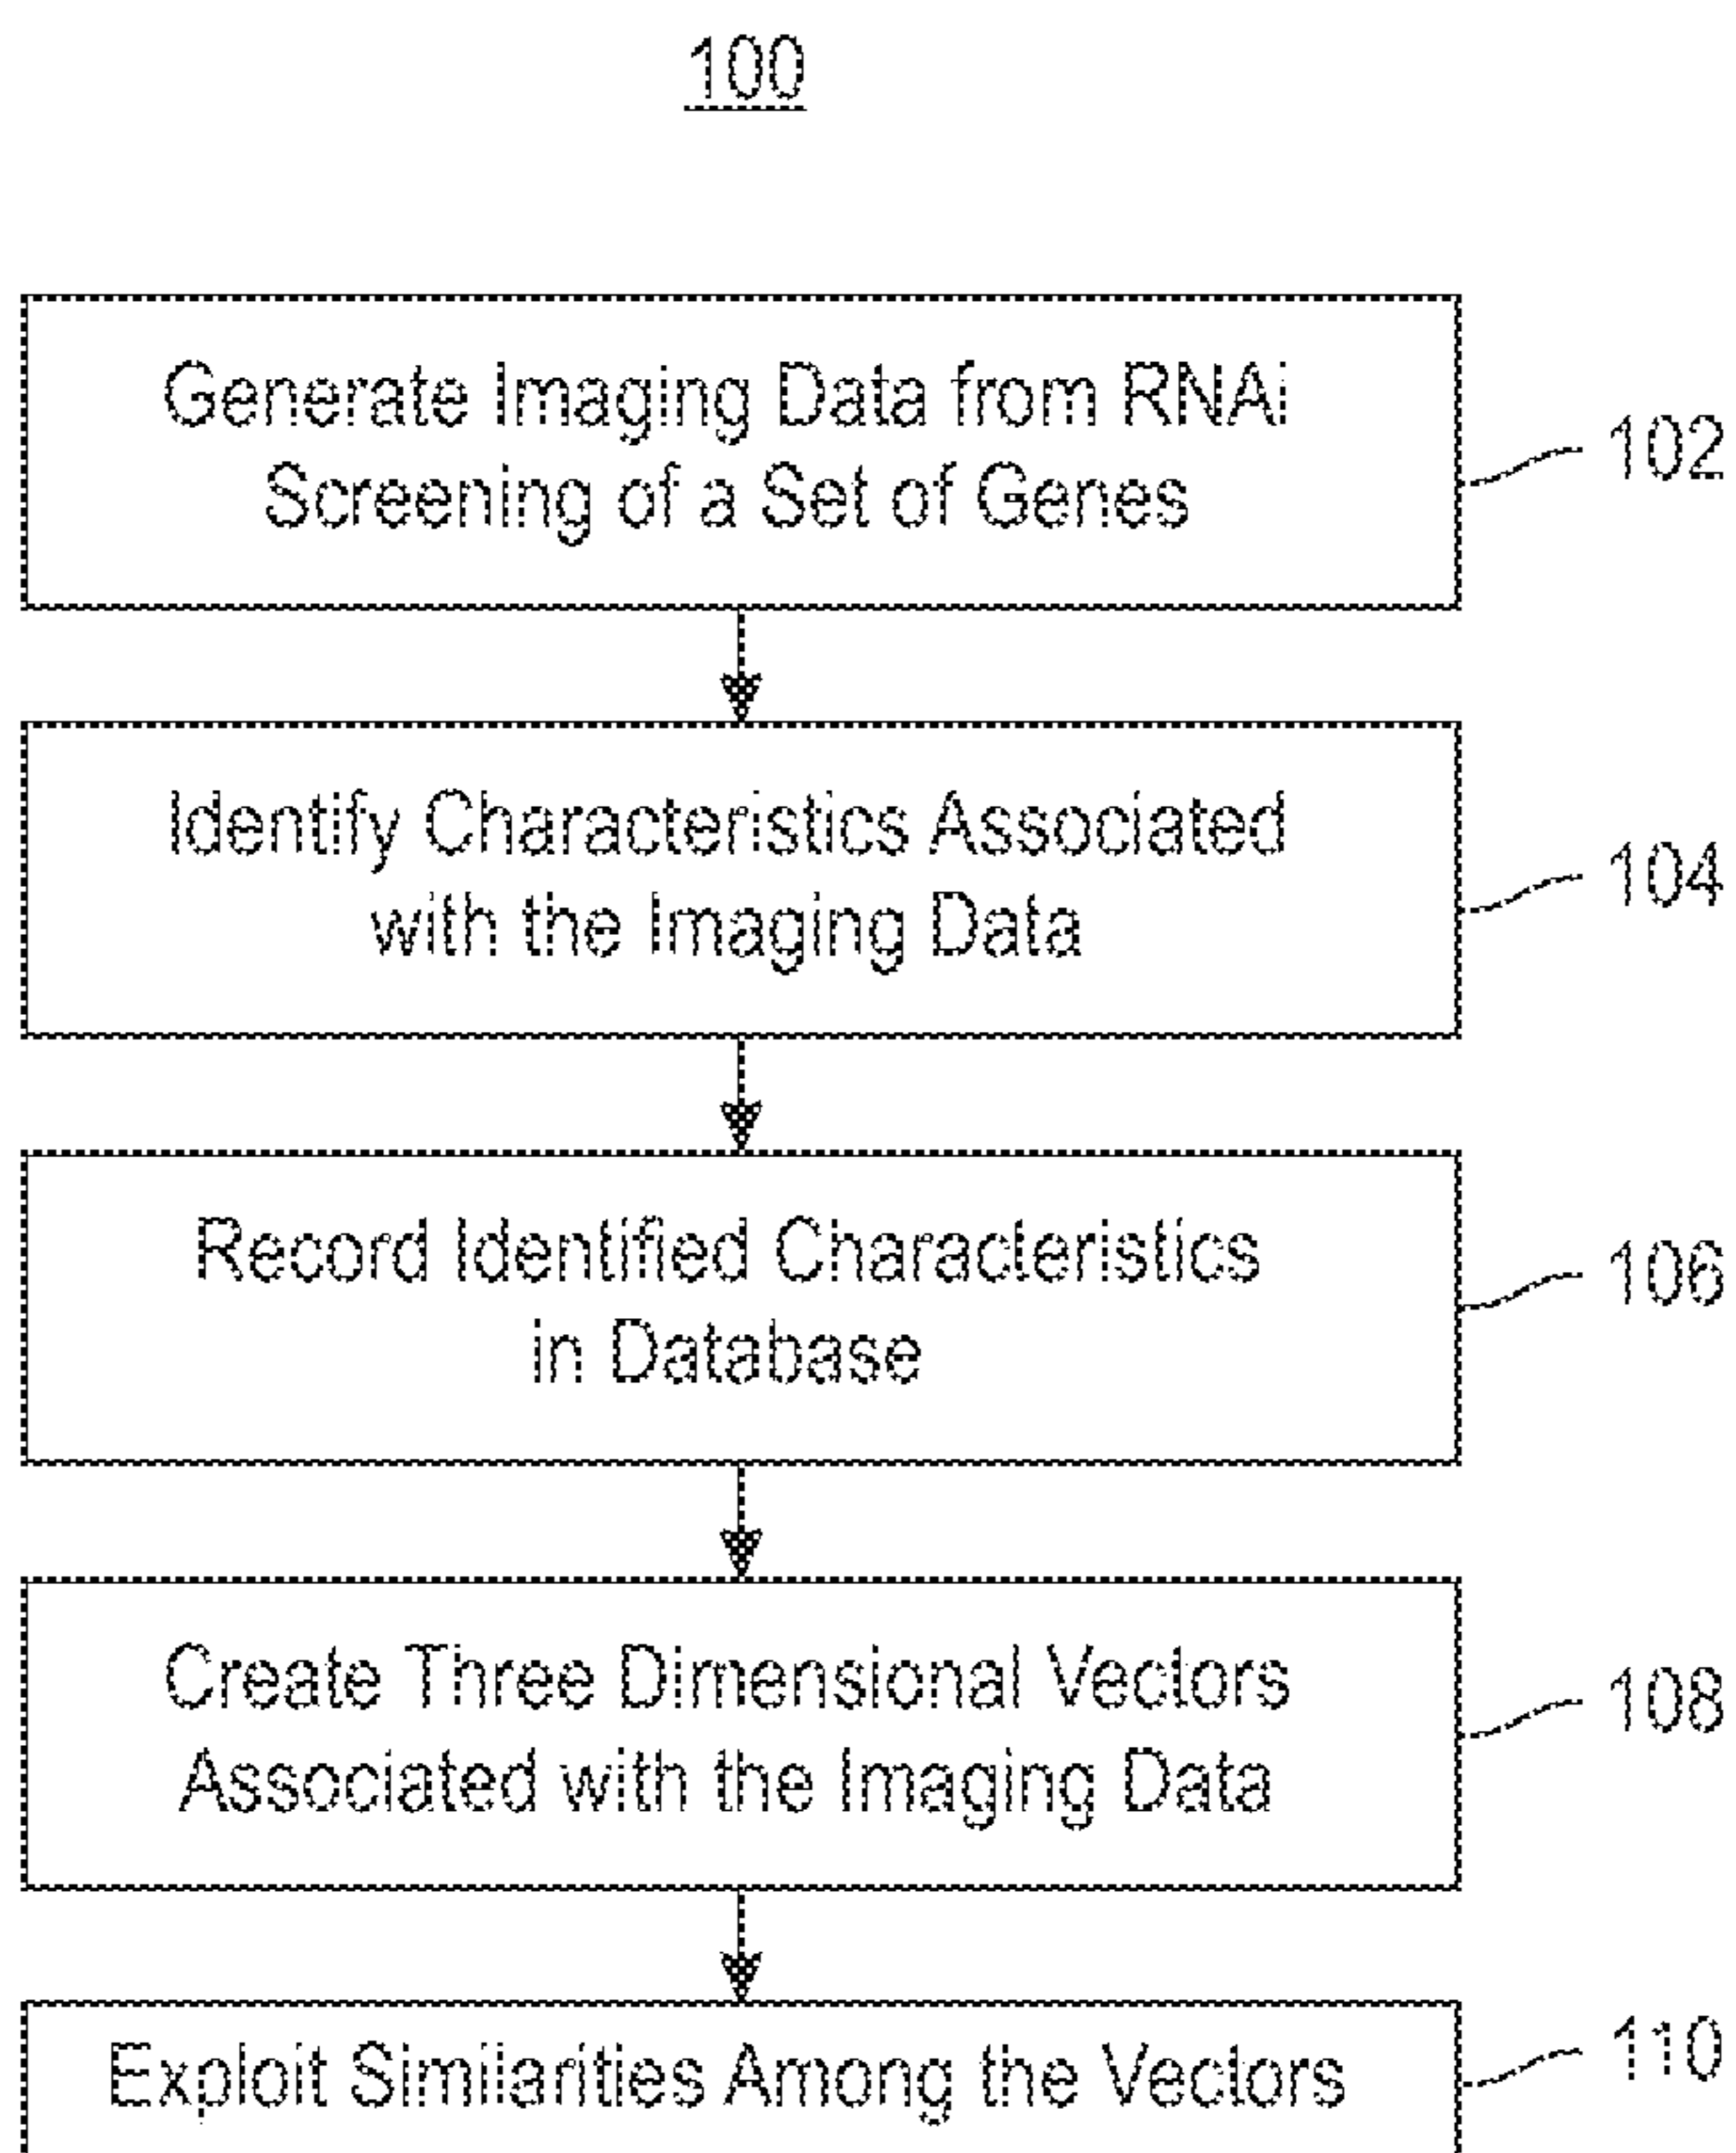 100
Generate Imaging Data from RNAi
Screening of a Set of Genes
102
Identify Characteristics Associated
with the Imaging Data
104
Record Identified Characteristics
in Database
106
Create Three Dimensional Vectors
Associated with the Imaging Data
108
Exploit Similarities Among the Vectors
110